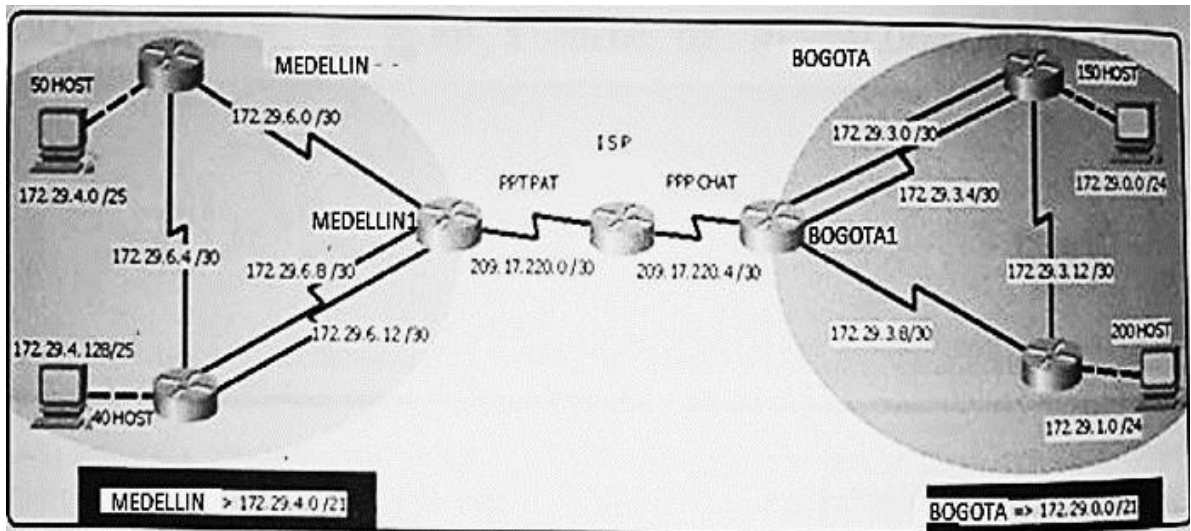 MEDELLIN
50 HOST
172.29.6.0 /30
172.29.4.0 /25
MEDELLIN1
172.29.6.4 /30
172.29.6.8 /30
172.29.6.12 /30
172.29.4.128/25
40 HOST
MEDELLIN > 172.29.4.0 /21
ISP
PPT PAT
PPP CHAT
209.17.220.0 /30
209.17.220.4 /30
BOGOTA
150 HOST
172.29.3.0 /30
172.29.0.0 /24
172.29.3.4 /30
BOGOTA1
172.29.3.12 /30
172.29.3.8 /30
200 HOST
172.29.1.0 /24
BOGOTA => 172.29.0.0 /21